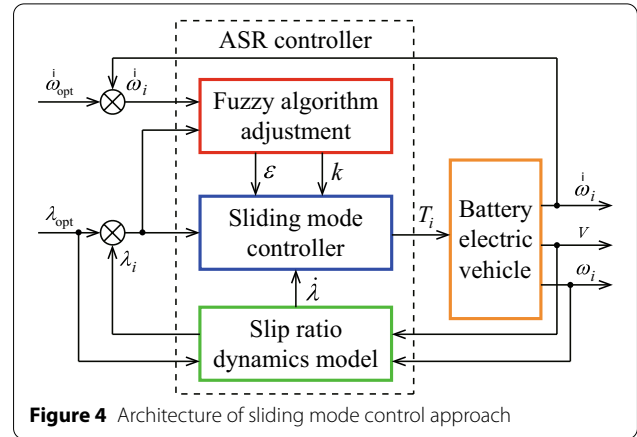 ASR controller
ω̇opt
ω̇i
Fuzzy algorithm
adjustment
ε
k
ω̇i
λopt
λi
Sliding mode
controller
Ti
Battery
electric
vehicle
V
ωi
λ̇
Slip ratio
dynamics model
Figure 4 Architecture of sliding mode control approach